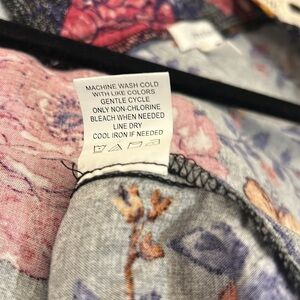 MACHINE WASH COLD
WITH LIKE COLORS
GENTLE CYCLE
ONLY NON-CHLORINE
BLEACH WHEN NEEDED
LINE DRY
COOL IRON IF NEEDED